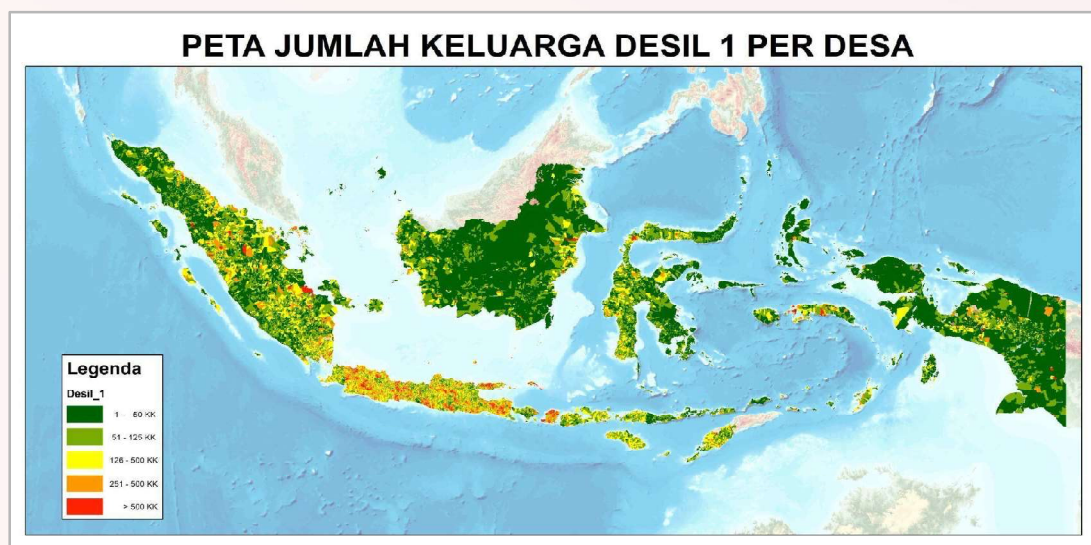 PETA JUMLAH KELUARGA DESIL 1 PER DESA
Legenda
Desil_1
1 - 50 KK
51 - 125 KK
126 - 500 KK
251 - 500 KK
> 500 KK